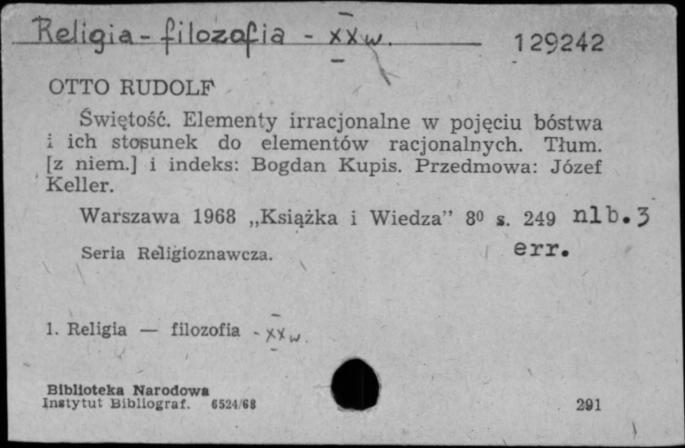 Religia - filozofia - XX w. 129242
OTTO RUDOLF
Świętość. Elementy irracjonalne w pojęciu bóstwa
i ich stosunek do elementów racjonalnych. Tłum.
[z niem.] i indeks: Bogdan Kupis. Przedmowa: Józef
Keller.
Warszawa 1968 „Książka i Wiedza” 8⁰ s. 249 nlb. 3
Seria Religioznawcza. err.
1. Religia — filozofia - XX w.
Biblioteka Narodowa
Instytut Bibliograf. 6524/68 291